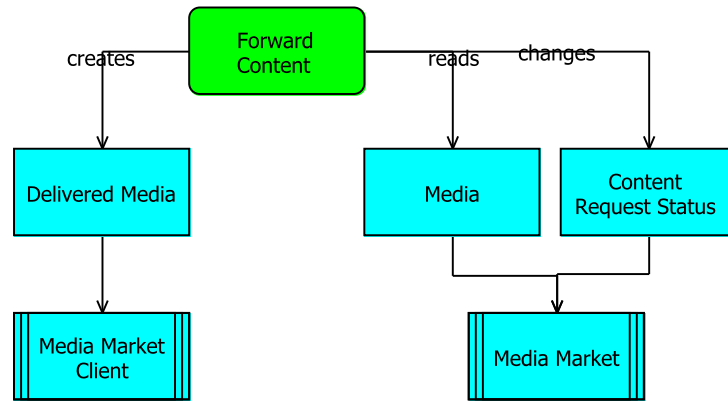 Forward
Content
creates
reads
changes
Delivered Media
Media
Content
Request Status
Media Market
Client
Media Market